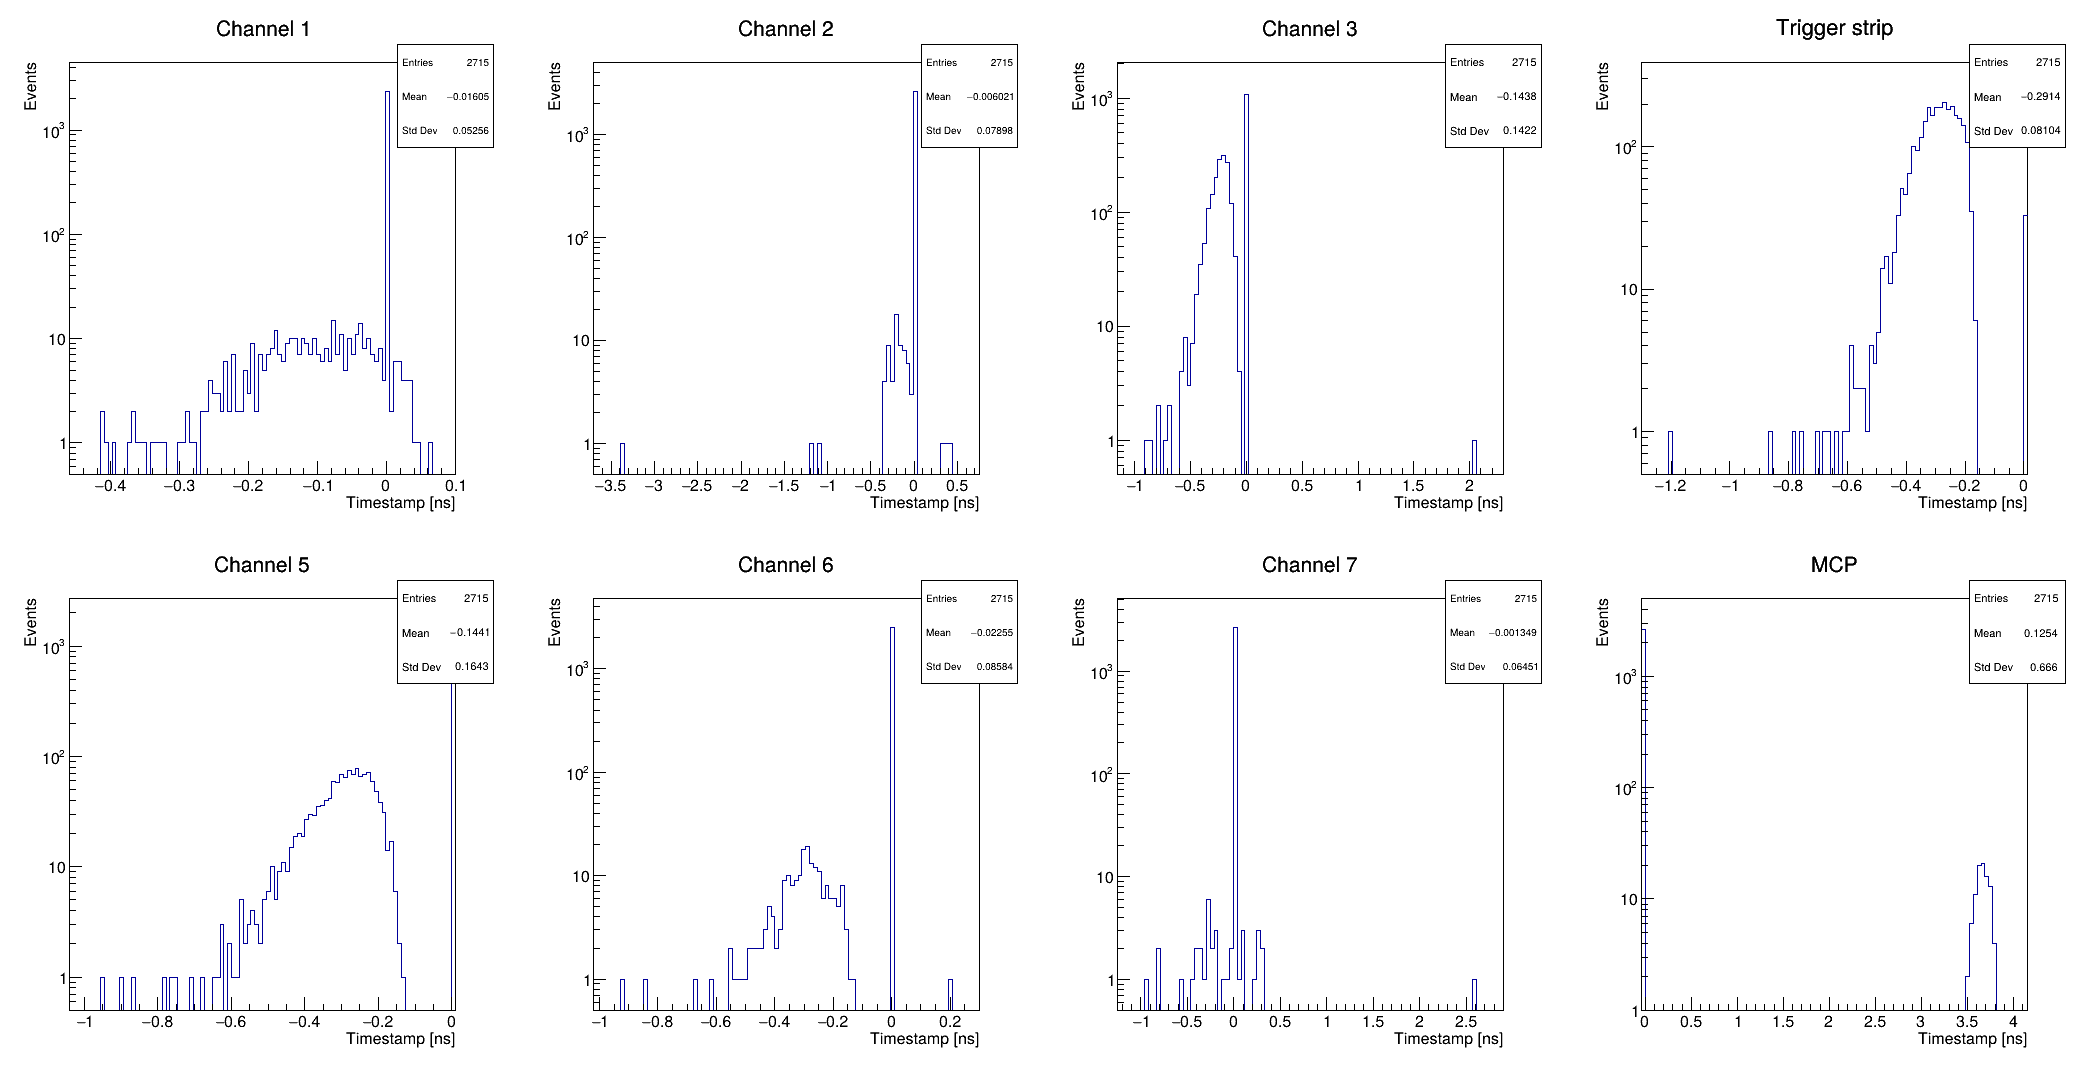 Channel 1
Events
Entries 2715
Mean −0.01605
Std Dev 0.05256
10³
10²
10
1
−0.4 −0.3 −0.2 −0.1 0 0.1
Timestamp [ns]
Channel 2
Events
Entries 2715
Mean −0.006021
Std Dev 0.07898
10³
10²
10
1
−3.5 −3 −2.5 −2 −1.5 −1 −0.5 0 0.5
Timestamp [ns]
Channel 3
Events
Entries 2715
Mean −0.1438
Std Dev 0.1422
10³
10²
10
1
−1 −0.5 0 0.5 1 1.5 2
Timestamp [ns]
Trigger strip
Events
Entries 2715
Mean −0.2914
Std Dev 0.08104
10²
10
1
−1.2 −1 −0.8 −0.6 −0.4 −0.2 0
Timestamp [ns]
Channel 5
Events
Entries 2715
Mean −0.1441
Std Dev 0.1643
10³
10²
10
1
−1 −0.8 −0.6 −0.4 −0.2 0
Timestamp [ns]
Channel 6
Events
Entries 2715
Mean −0.02255
Std Dev 0.08584
10³
10²
10
1
−1 −0.8 −0.6 −0.4 −0.2 0 0.2
Timestamp [ns]
Channel 7
Events
Entries 2715
Mean −0.001349
Std Dev 0.06451
10³
10²
10
1
−1 −0.5 0 0.5 1 1.5 2 2.5
Timestamp [ns]
MCP
Events
Entries 2715
Mean 0.1254
Std Dev 0.666
10³
10²
10
1
0 0.5 1 1.5 2 2.5 3 3.5 4
Timestamp [ns]